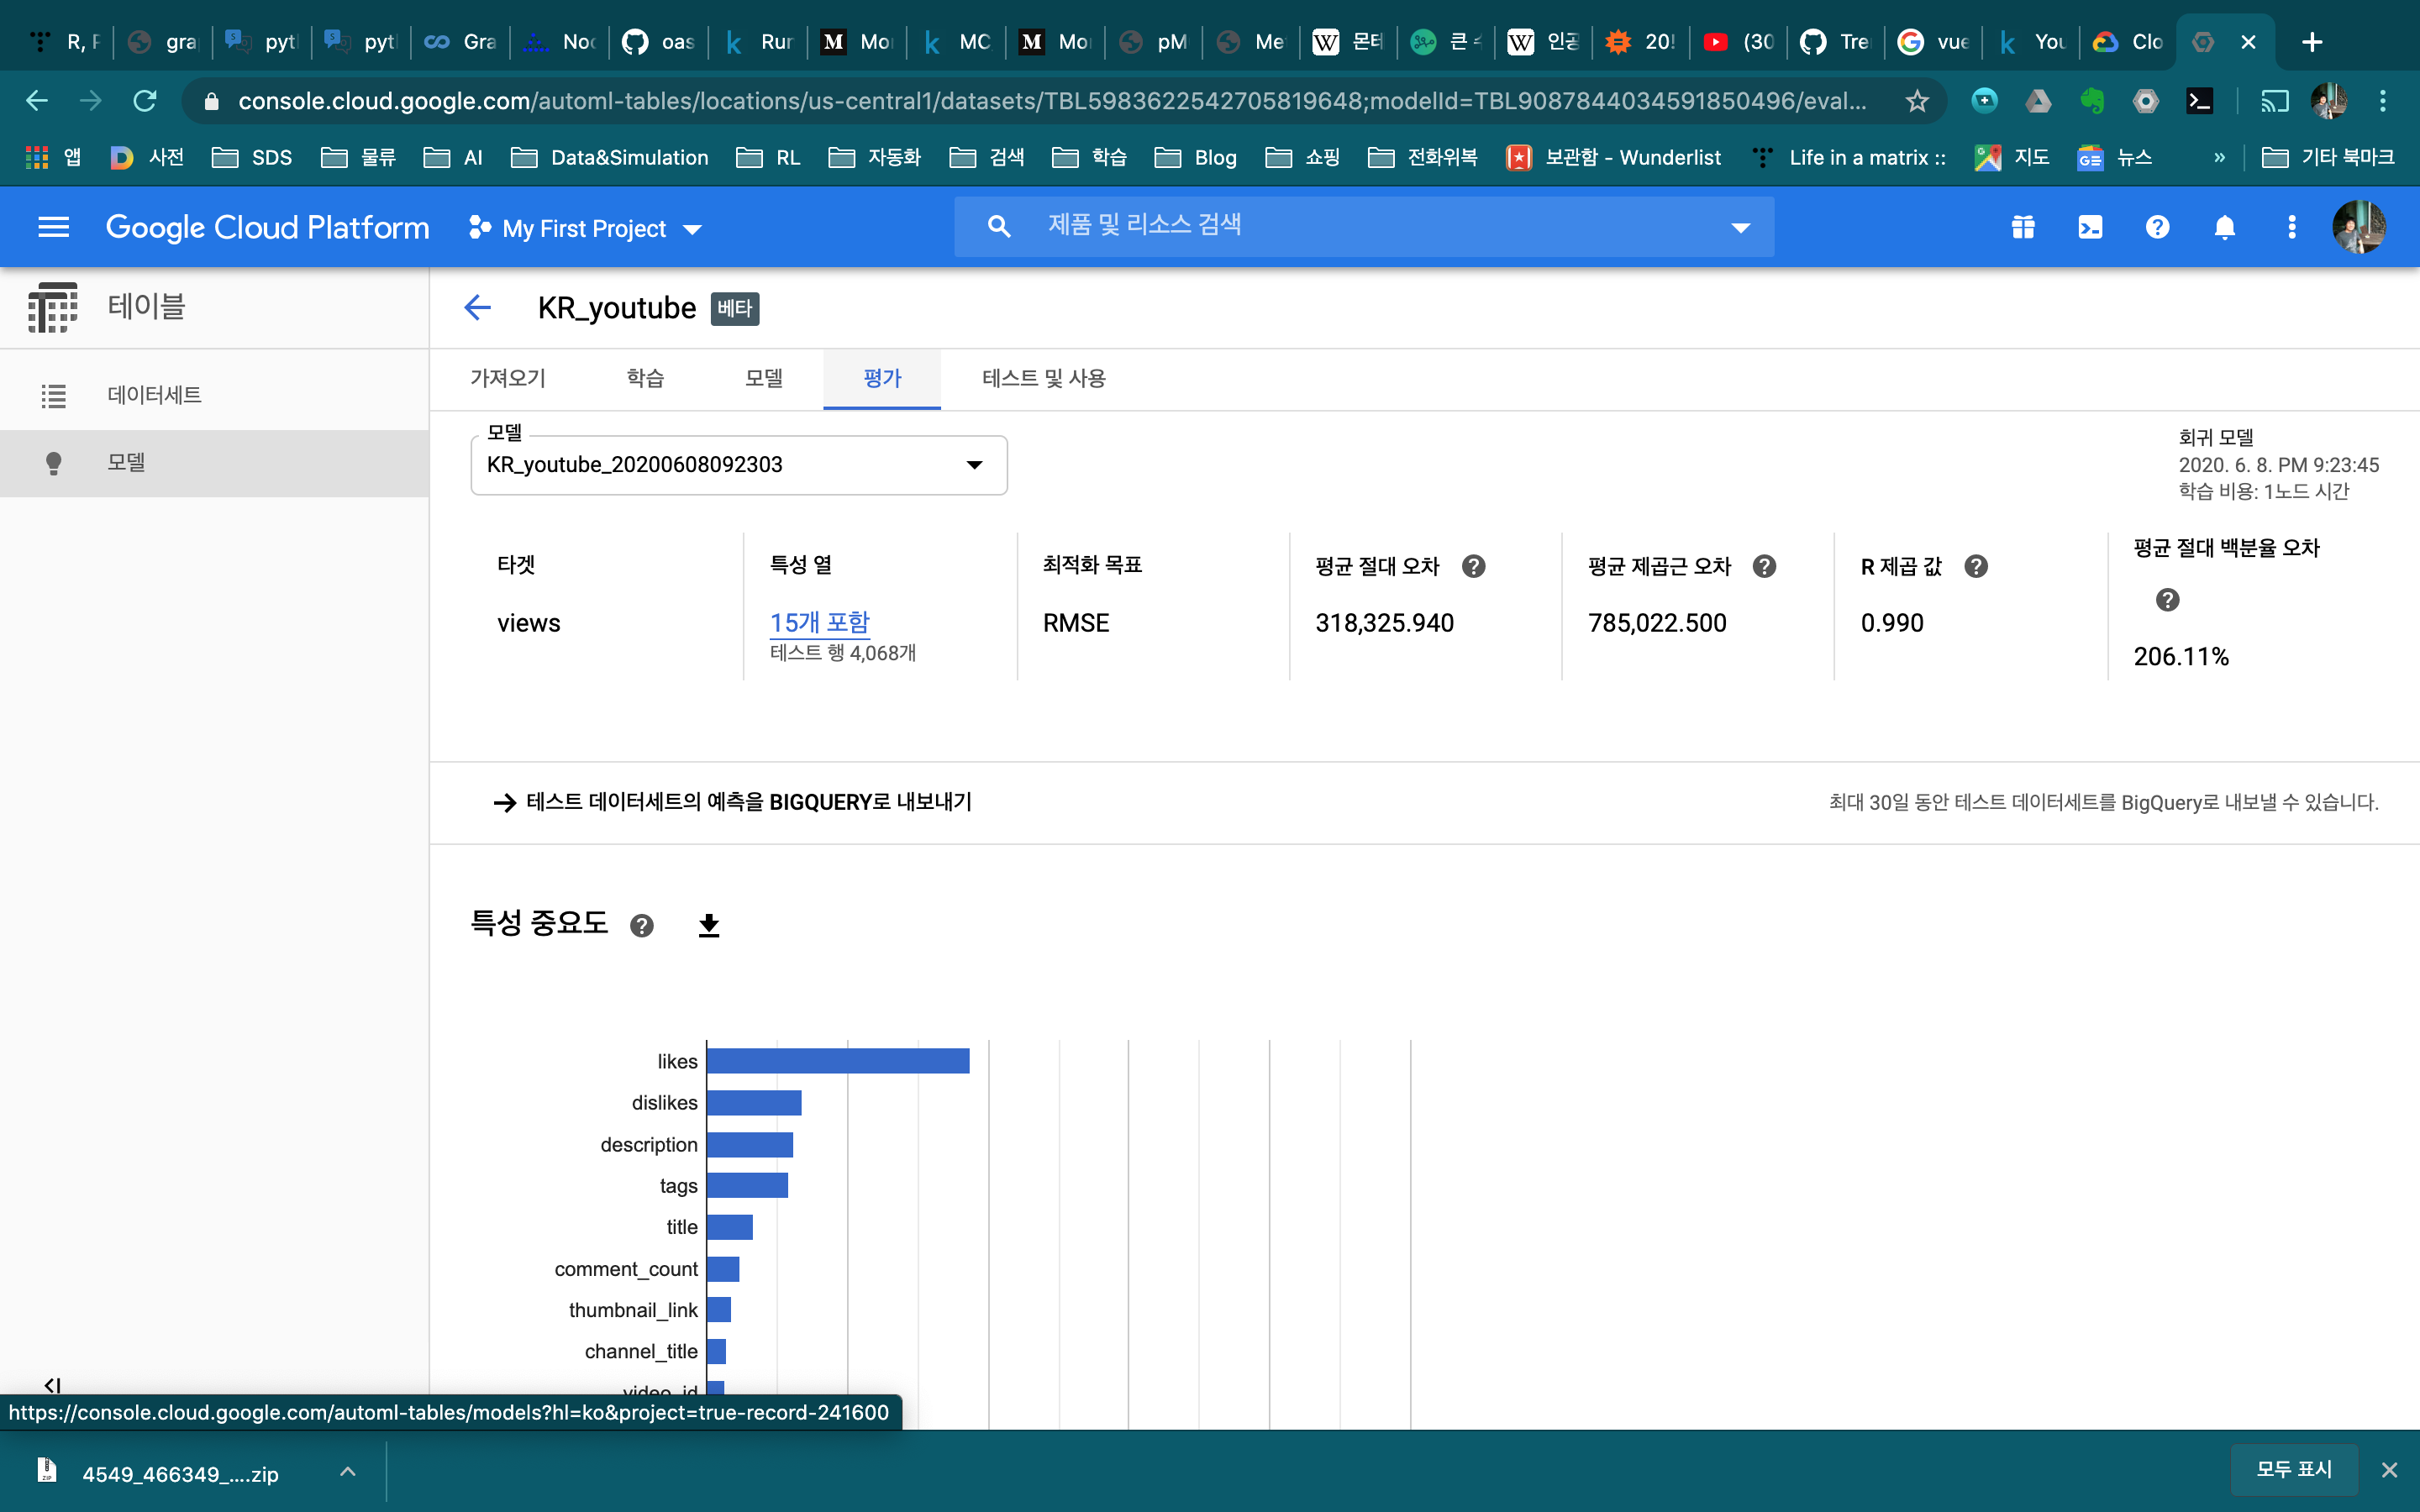 R, F
gra
pyt
pyt
Gra
Noc
oas
Rur
Mo
MC
Mo
pM
Me
몬테
큰 수
인공
20!
(30
Tre
vue
You
Clo
console.cloud.google.com/automl-tables/locations/us-central1/datasets/TBL5983622542705819648;modelId=TBL9087844034591850496/eval...
앱
사전
SDS
물류
AI
Data&Simulation
RL
자동화
검색
학습
Blog
쇼핑
전화위복
보관함 - Wunderlist
Life in a matrix ::
지도
뉴스
»
기타 북마크
Google Cloud Platform
My First Project
제품 및 리소스 검색
테이블
KR_youtube 베타
데이터세트
모델
가져오기
학습
모델
평가
테스트 및 사용
모델
KR_youtube_20200608092303
회귀 모델
2020. 6. 8. PM 9:23:45
학습 비용: 1노드 시간
타겟
views
특성 열
15개 포함
테스트 행 4,068개
최적화 목표
RMSE
평균 절대 오차
318,325.940
평균 제곱근 오차
785,022.500
R 제곱 값
0.990
평균 절대 백분율 오차
206.11%
테스트 데이터세트의 예측을 BIGQUERY로 내보내기
최대 30일 동안 테스트 데이터세트를 BigQuery로 내보낼 수 있습니다.
특성 중요도
likes
dislikes
description
tags
title
comment_count
thumbnail_link
channel_title
video_id
https://console.cloud.google.com/automl-tables/models?hl=ko&project=true-record-241600
4549_466349_....zip
모두 표시